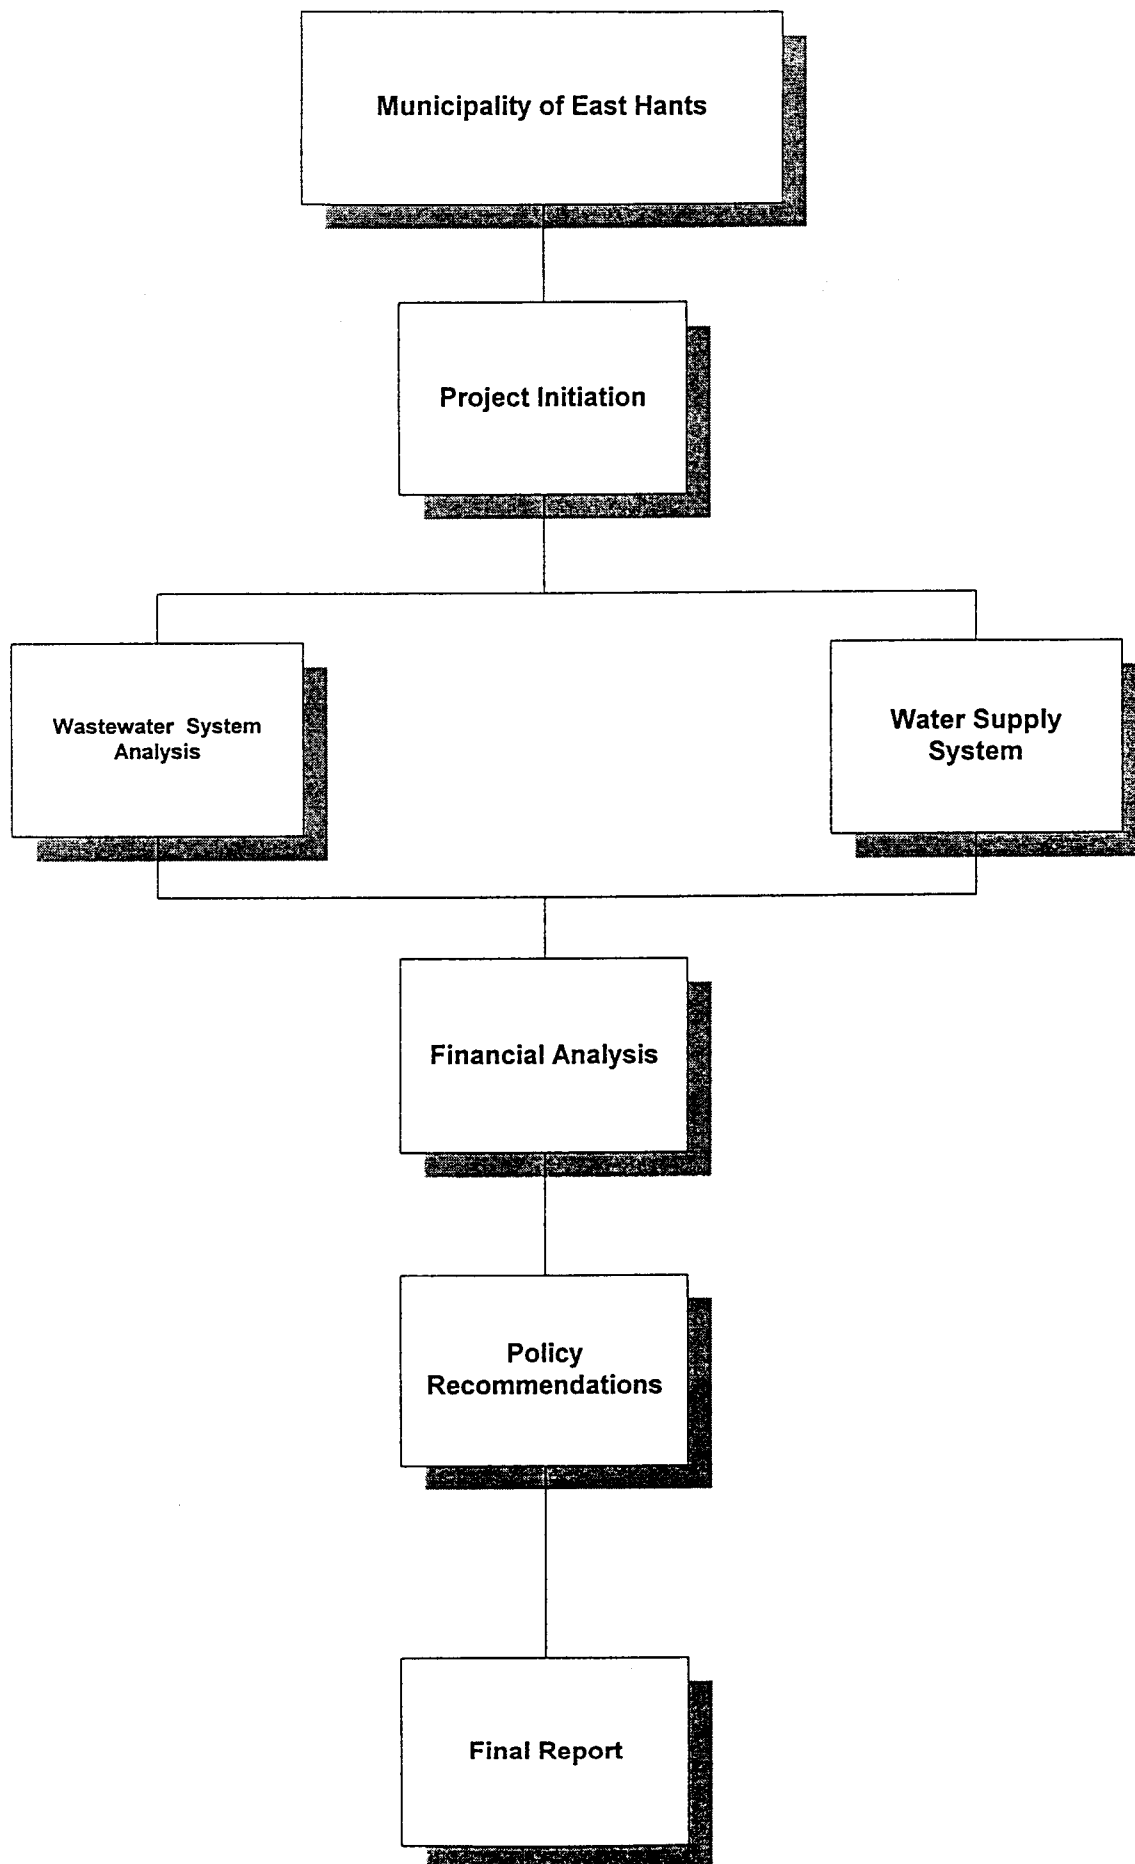 Municipality of East Hants
Project Initiation
Wastewater System
Analysis
Water Supply
System
Financial Analysis
Policy
Recommendations
Final Report